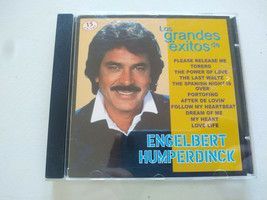 Los
grandes
éxitos de
PLEASE RELEASE ME
TORERO
THE POWER OF LOVE
THE LAST WALTZ
THE SPANISH NIGHT IS
OVER
PORTOFINO
AFTER DE LOVIN'
FOLLOW MY HEARTBEAT
DREAM OF ME
MY HEART
LOVE LIFE
ENGELBERT
HUMPERDINCK